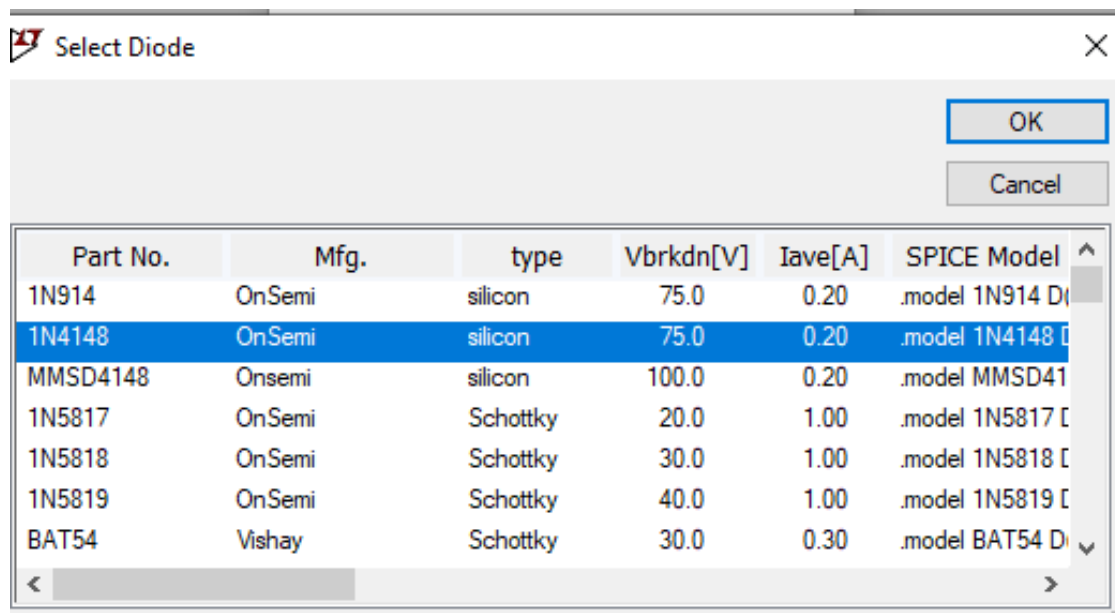 Select Diode
OK
Cancel
Part No. Mfg. type Vbrkdn[V] Iave[A] SPICE Model
1N914 OnSemi silicon 75.0 0.20 .model 1N914 D(
1N4148 OnSemi silicon 75.0 0.20 .model 1N4148 D
MMSD4148 Onsemi silicon 100.0 0.20 .model MMSD41
1N5817 OnSemi Schottky 20.0 1.00 .model 1N5817 D
1N5818 OnSemi Schottky 30.0 1.00 .model 1N5818 D
1N5819 OnSemi Schottky 40.0 1.00 .model 1N5819 D
BAT54 Vishay Schottky 30.0 0.30 .model BAT54 D(